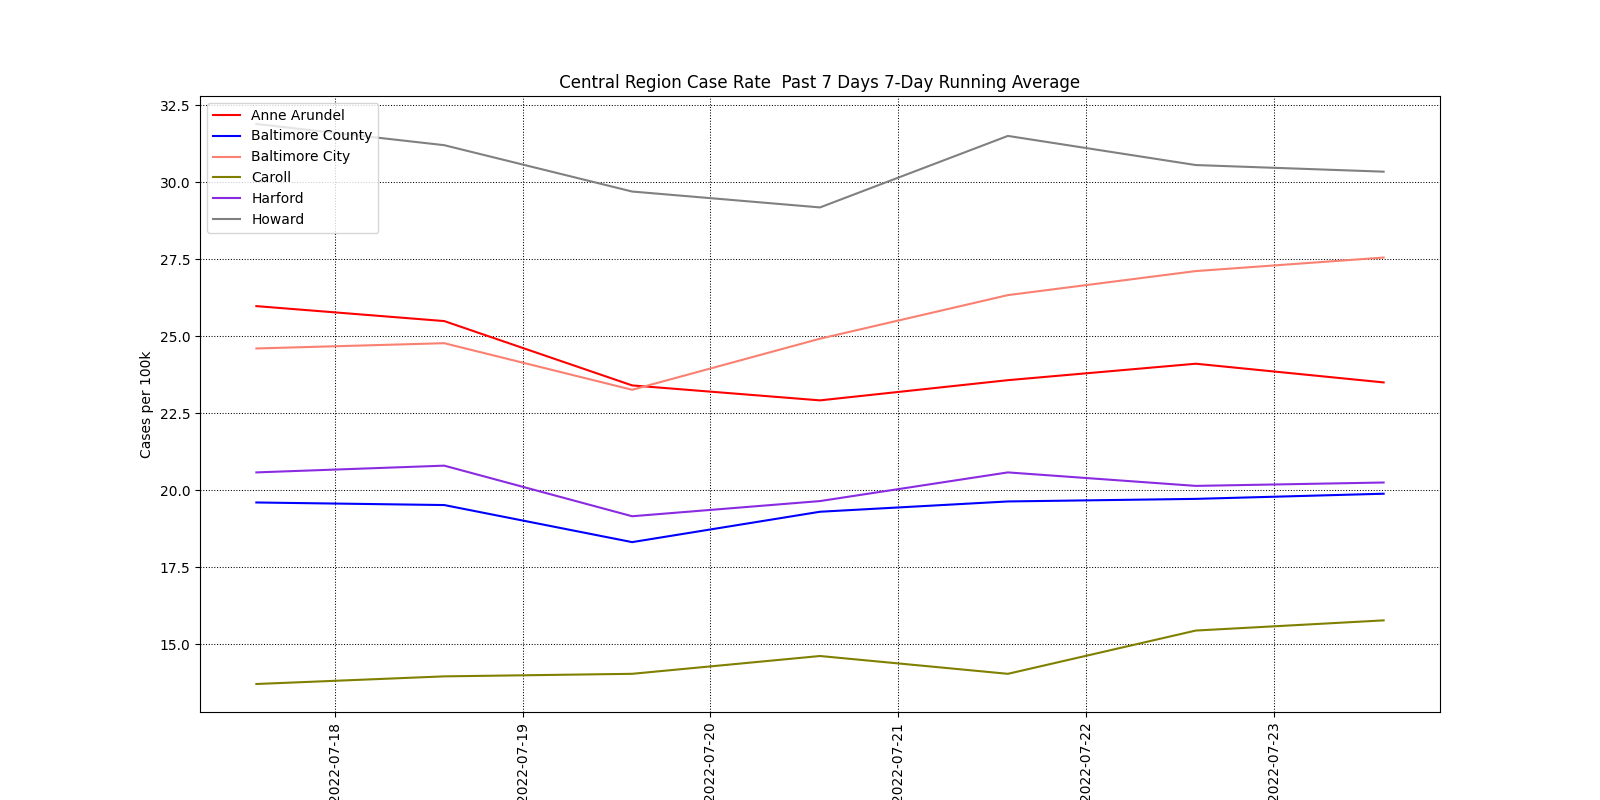 Central Region Case Rate  Past 7 Days 7-Day Running Average
Cases per 100k
32.5
30.0
27.5
25.0
22.5
20.0
17.5
15.0
Anne Arundel
Baltimore County
Baltimore City
Caroll
Harford
Howard
2022-07-18
2022-07-19
2022-07-20
2022-07-21
2022-07-22
2022-07-23